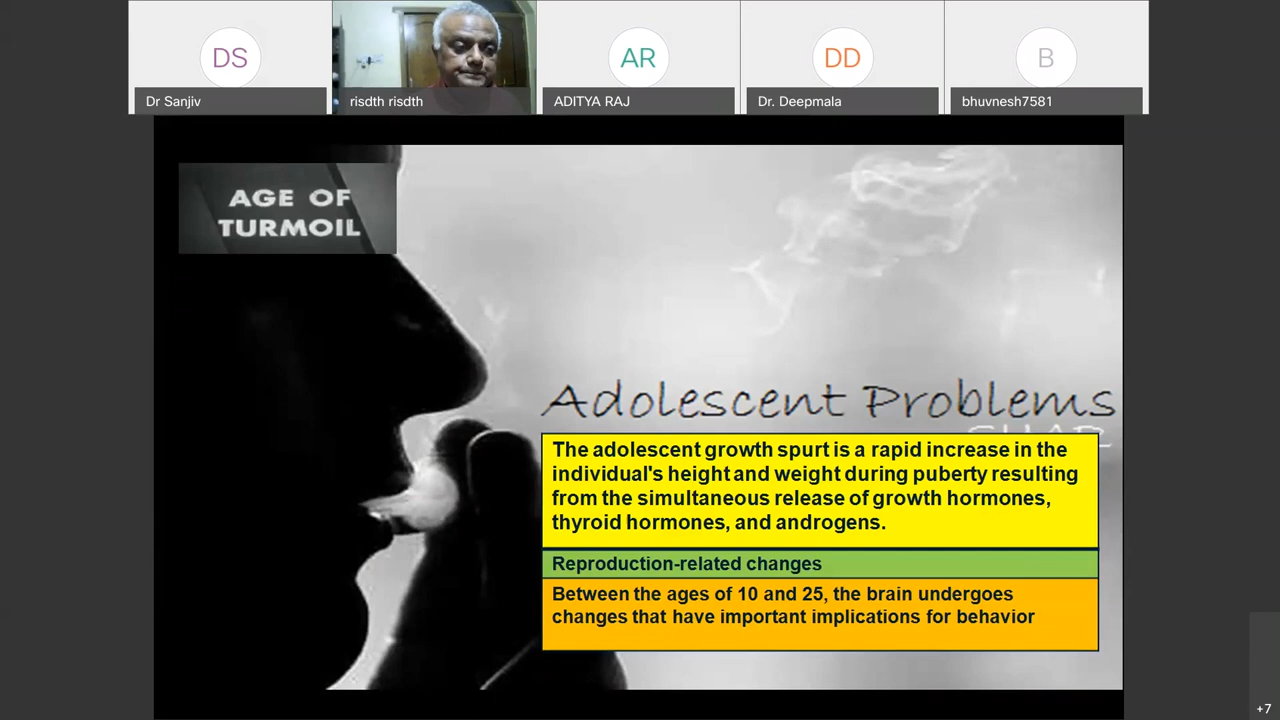 DS
AR
DD
B
Dr Sanjiv
risdth risdth
ADITYA RAJ
Dr. Deepmala
bhuvnesh7581
AGE OF
TURMOIL
Adolescent Problems
The adolescent growth spurt is a rapid increase in the
individual's height and weight during puberty resulting
from the simultaneous release of growth hormones,
thyroid hormones, and androgens.
Reproduction-related changes
Between the ages of 10 and 25, the brain undergoes
changes that have important implications for behavior
+7